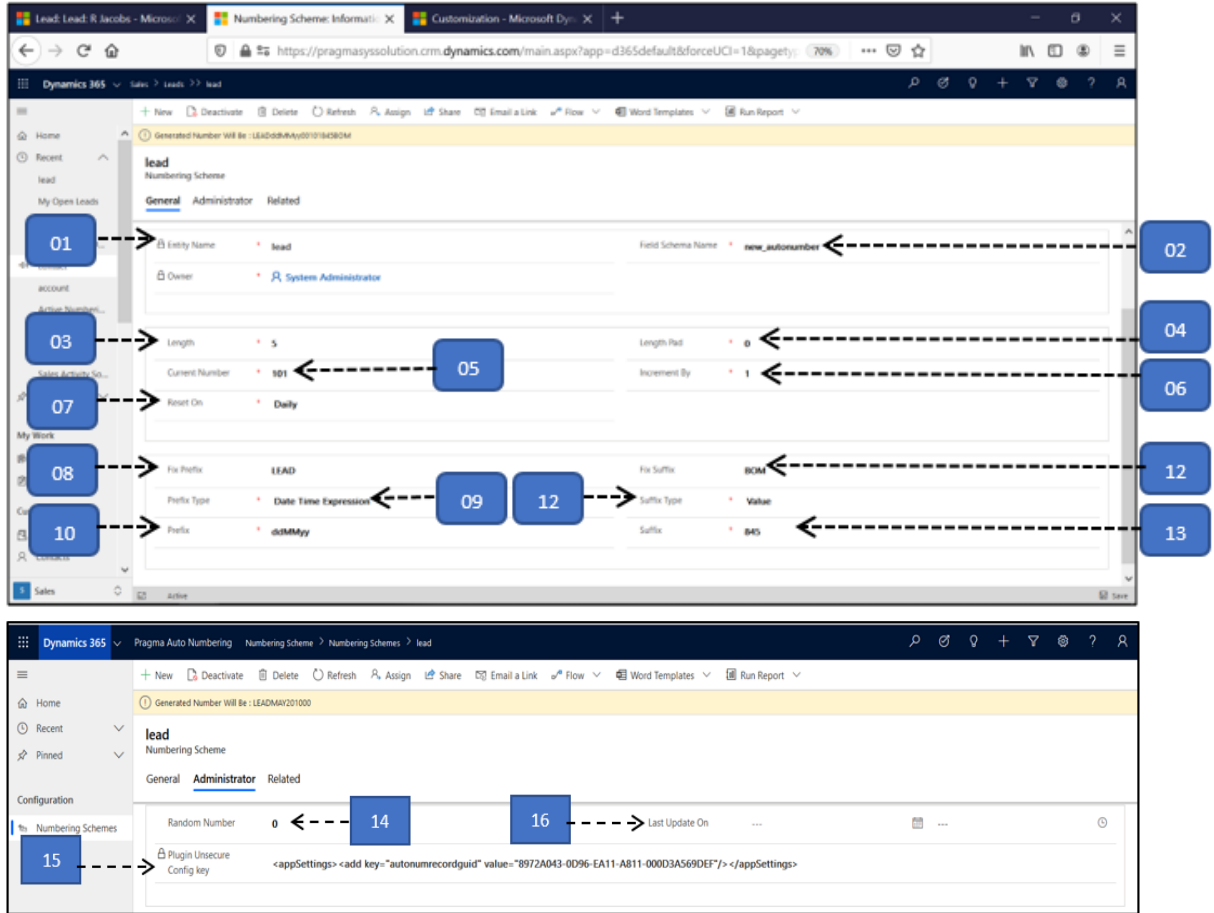 Lead: Lead: R Jacobs - Microsof
Numbering Scheme: Informatio
Customization - Microsoft Dyn
https://pragmasyssolution.crm.dynamics.com/main.aspx?app=d365default&forceUCI=1&pagety 70%
Dynamics 365 Sales > Leads >> lead
New Deactivate Delete Refresh Assign Share Email a Link Flow Word Templates Run Report
Home
Generated Number Will Be : LEADddMMyy00101845BOM
Recent
lead
Numbering Scheme
lead
My Open Leads
General Administrator Related
01
Entity Name * lead
Field Schema Name * new_autonumber
02
Owner * System Administrator
account
Active Numberi...
03
Length * 5
Length Pad * 0
04
Current Number * 101
05
Increment By * 1
06
Sales Activity So...
07
Reset On * Daily
My Work
08
Fix Prefix LEAD
Fix Suffix BOM
12
Prefix Type * Date Time Expression
09
12
Suffix Type * Value
10
Prefix * ddMMyy
Suffix * 845
13
Contacts
S Sales
Active
Save
Dynamics 365 Pragma Auto Numbering Numbering Scheme > Numbering Schemes > lead
New Deactivate Delete Refresh Assign Share Email a Link Flow Word Templates Run Report
Home
Generated Number Will Be : LEADMAY201000
Recent
lead
Numbering Scheme
Pinned
General Administrator Related
Configuration
Numbering Schemes
Random Number 0
14
16
Last Update On --- ---
15
Plugin Unsecure
Config key
<appSettings><add key="autonumrecordguid" value="8972A043-0D96-EA11-A811-000D3A569DEF"/></appSettings>